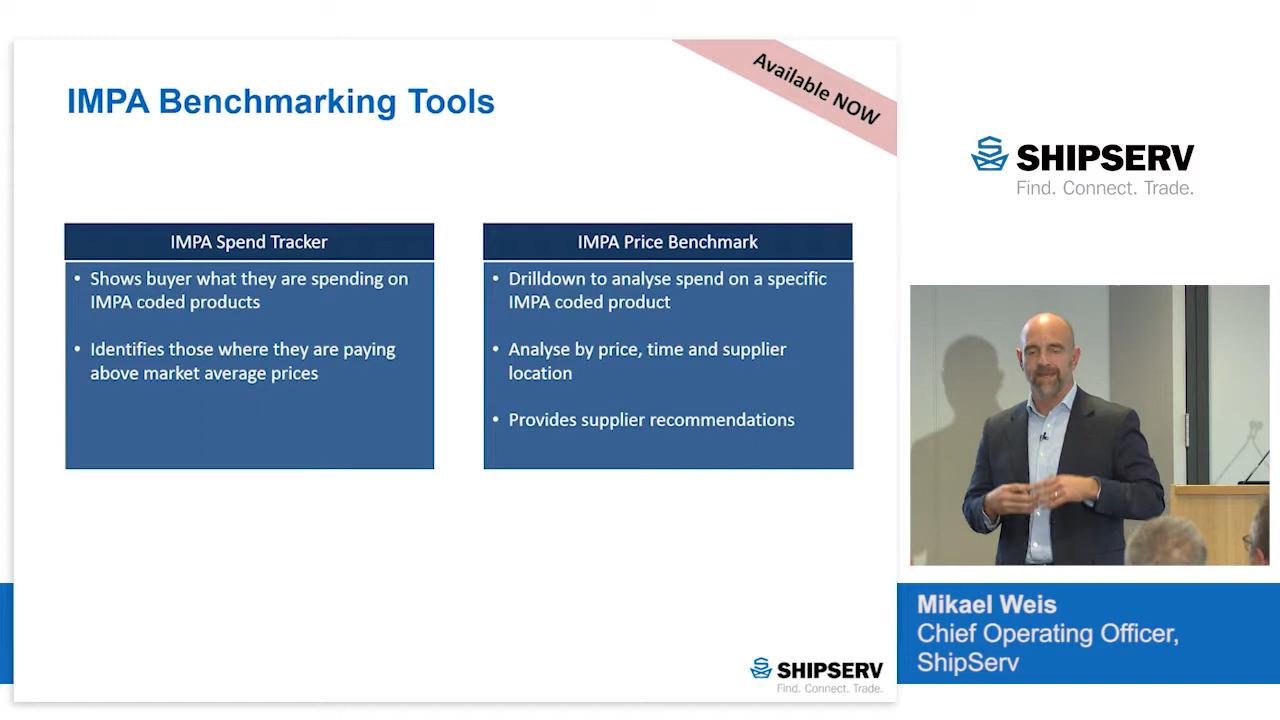 IMPA Benchmarking Tools
Available NOW
IMPA Spend Tracker
• Shows buyer what they are spending on
IMPA coded products
• Identifies those where they are paying
above market average prices
IMPA Price Benchmark
• Drilldown to analyse spend on a specific
IMPA coded product
• Analyse by price, time and supplier
location
• Provides supplier recommendations
SHIPSERV
Find. Connect. Trade.
SHIPSERV
Find. Connect. Trade.
Mikael Weis
Chief Operating Officer,
ShipServ